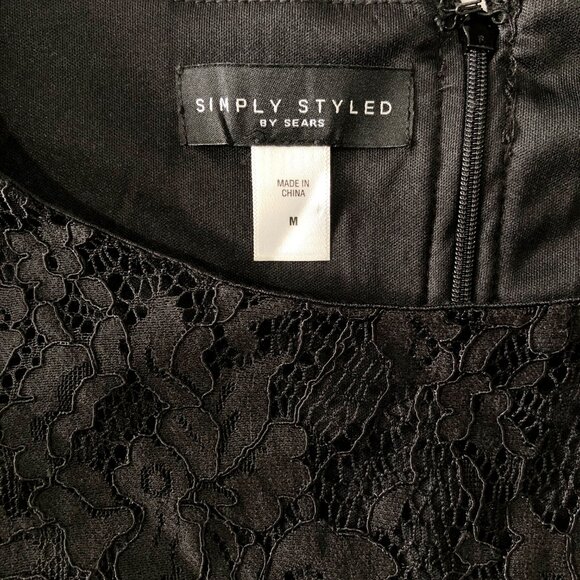 SIMPLY STYLED
BY SEARS
MADE IN
CHINA
M